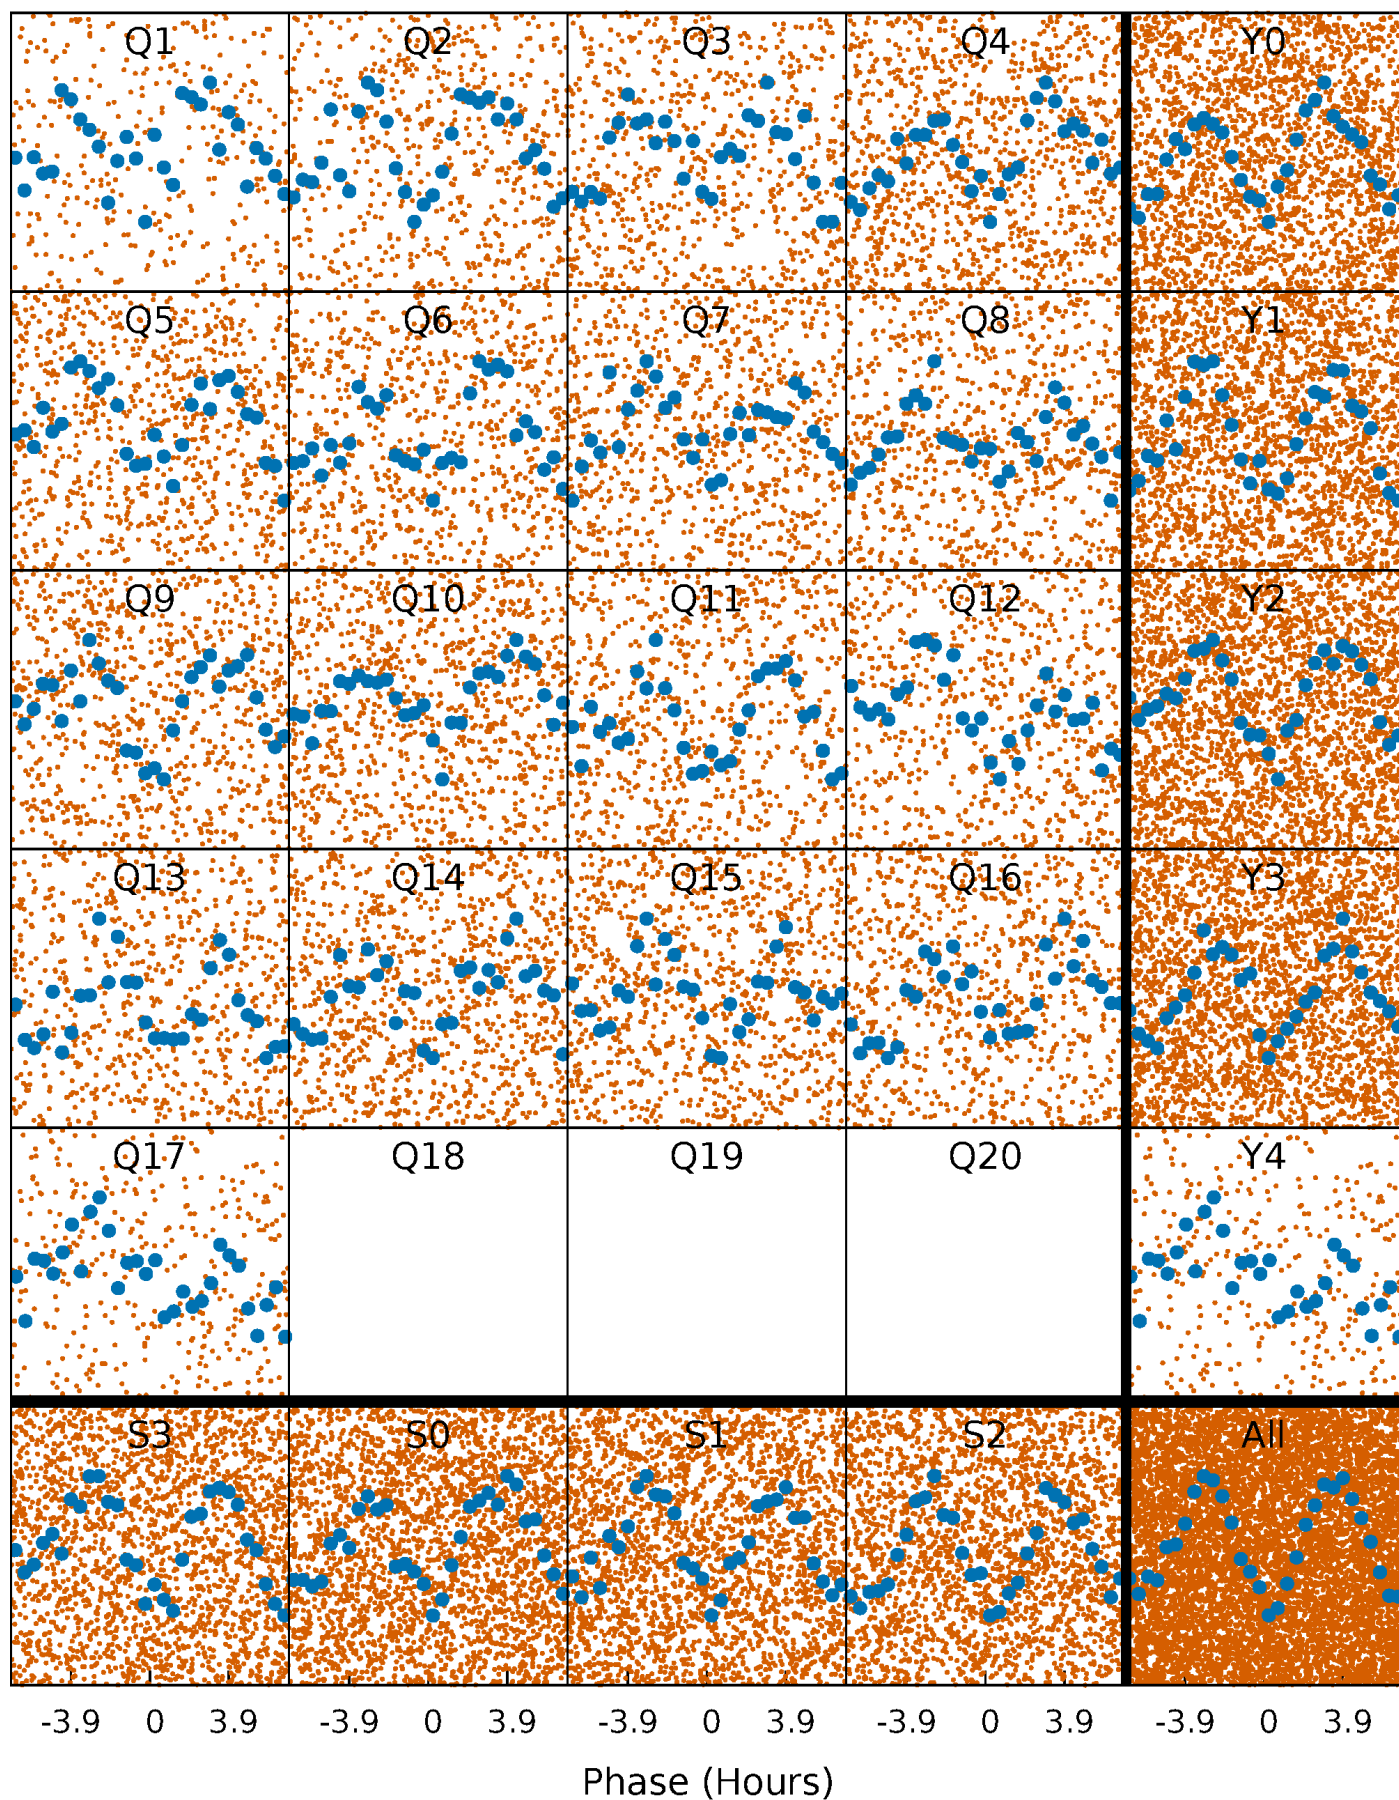 Q1 Q2 Q3 Q4 Y0
Q5 Q6 Q7 Q8 Y1
Q9 Q10 Q11 Q12 Y2
Q13 Q14 Q15 Q16 Y3
Q17 Q18 Q19 Q20 Y4
S3 S0 S1 S2 All
-3.9 0 3.9 -3.9 0 3.9 -3.9 0 3.9 -3.9 0 3.9 -3.9 0 3.9
Phase (Hours)